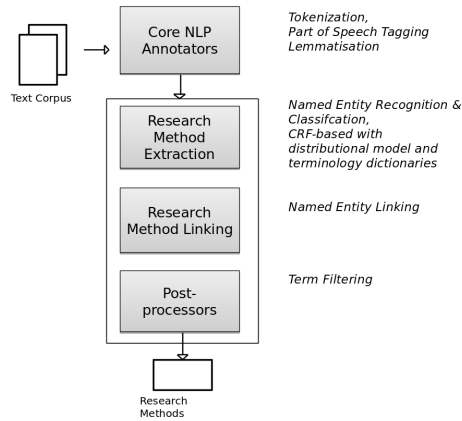 Core NLP
Annotators
Tokenization,
Part of Speech Tagging
Lemmatisation
Text Corpus
Research
Method
Extraction
Named Entity Recognition &
Classifcation,
CRF-based with
distributional model and
terminology dictionaries
Research
Method Linking
Named Entity Linking
Post-
processors
Term Filtering
Research
Methods